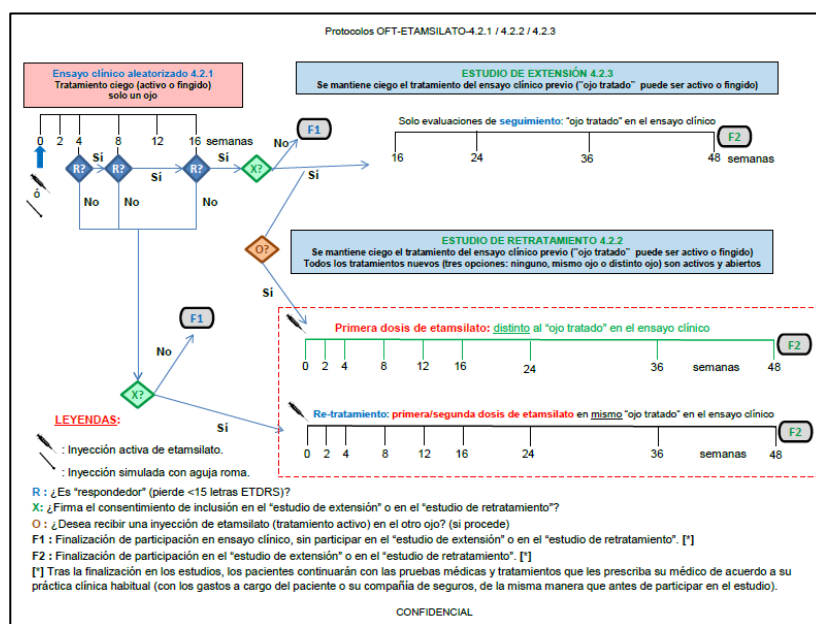 Protocolos OFT-ETAMSILATO-4.2.1 / 4.2.2 / 4.2.3
Ensayo clínico aleatorizado 4.2.1
Tratamiento ciego (activo o fingido)
solo un ojo
ESTUDIO DE EXTENSIÓN 4.2.3
Se mantiene ciego el tratamiento del ensayo clínico previo ("ojo tratado" puede ser activo o fingido)
0 2 4 8 12 16 semanas
No
F1
Solo evaluaciones de seguimiento: "ojo tratado" en el ensayo clínico
F2
16 24 36 48 semanas
R? Sí R? Sí R? Sí X? Sí
ó
No No No
O?
ESTUDIO DE RETRATAMIENTO 4.2.2
Se mantiene ciego el tratamiento del ensayo clínico previo ("ojo tratado" puede ser activo o fingido)
Todos los tratamientos nuevos (tres opciones: ninguno, mismo ojo o distinto ojo) son activos y abiertos
Sí
F1
Primera dosis de etamsilato: distinto al "ojo tratado" en el ensayo clínico
F2
0 2 4 8 12 16 24 36 semanas 48
No
X?
Sí
Re-tratamiento: primera/segunda dosis de etamsilato en mismo "ojo tratado" en el ensayo clínico
F2
0 2 4 8 12 16 24 36 semanas 48
LEYENDAS:
: Inyección activa de etamsilato.
: Inyección simulada con aguja roma.
R : ¿Es "respondedor" (pierde <15 letras ETDRS)?
X: ¿Firma el consentimiento de inclusión en el "estudio de extensión" o en el "estudio de retratamiento"?
O : ¿Desea recibir una inyección de etamsilato (tratamiento activo) en el otro ojo? (si procede)
F1 : Finalización de participación en ensayo clínico, sin participar en el "estudio de extensión" o en el "estudio de retratamiento". [*]
F2 : Finalización de participación en el "estudio de extensión" o en el "estudio de retratamiento". [*]
[*] Tras la finalización en los estudios, los pacientes continuarán con las pruebas médicas y tratamientos que les prescriba su médico de acuerdo a su
práctica clínica habitual (con los gastos a cargo del paciente o su compañía de seguros, de la misma manera que antes de participar en el estudio).
CONFIDENCIAL